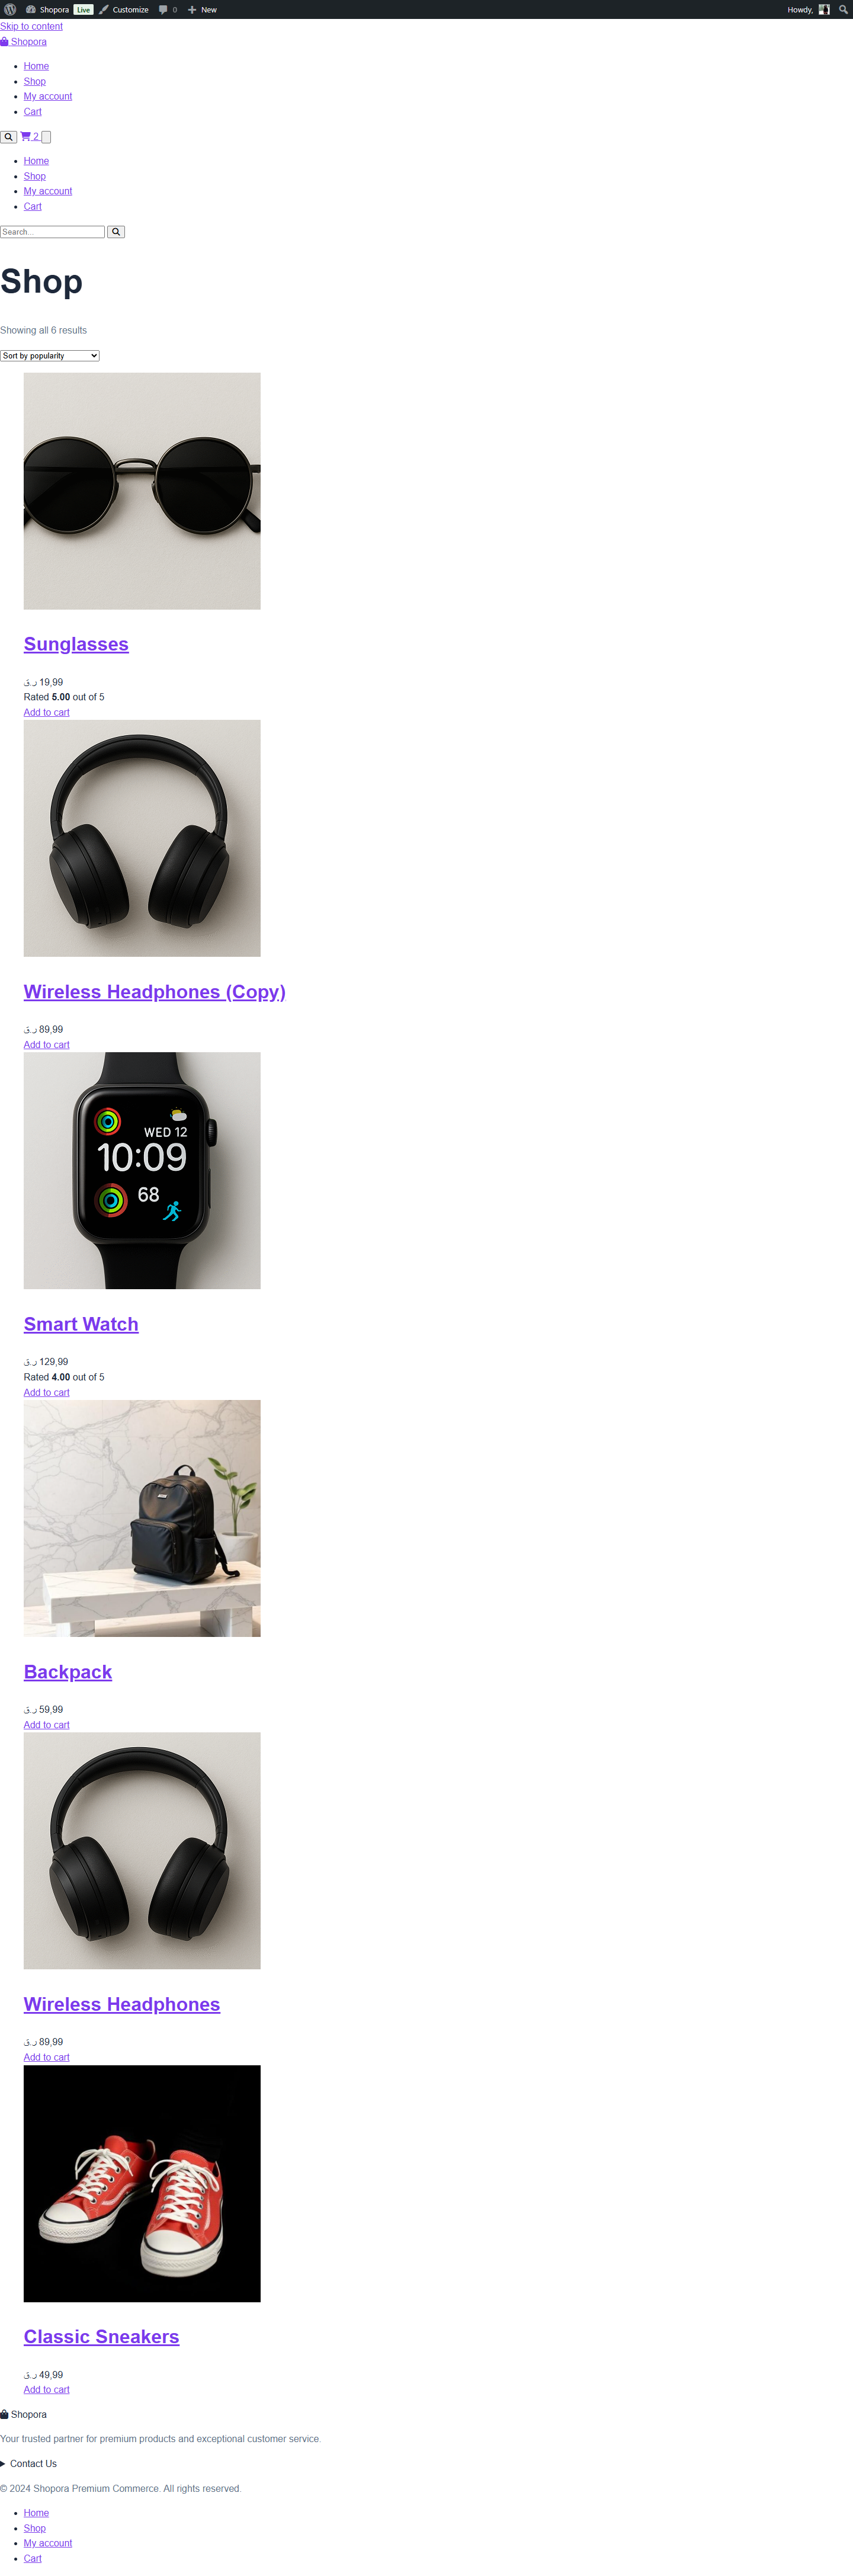 Shopora Live Customize 0 New Howdy,
Skip to content
Shopora
Home
Shop
My account
Cart
2
Home
Shop
My account
Cart
Search...
Shop
Showing all 6 results
Sort by popularity
Sunglasses
ر.ق 19,99
Rated 5.00 out of 5
Add to cart
Wireless Headphones (Copy)
ر.ق 89,99
Add to cart
WED 12
10:09
68
Smart Watch
ر.ق 129,99
Rated 4.00 out of 5
Add to cart
Backpack
ر.ق 59,99
Add to cart
Wireless Headphones
ر.ق 89,99
Add to cart
Classic Sneakers
ر.ق 49,99
Add to cart
Shopora
Your trusted partner for premium products and exceptional customer service.
Contact Us
© 2024 Shopora Premium Commerce. All rights reserved.
Home
Shop
My account
Cart